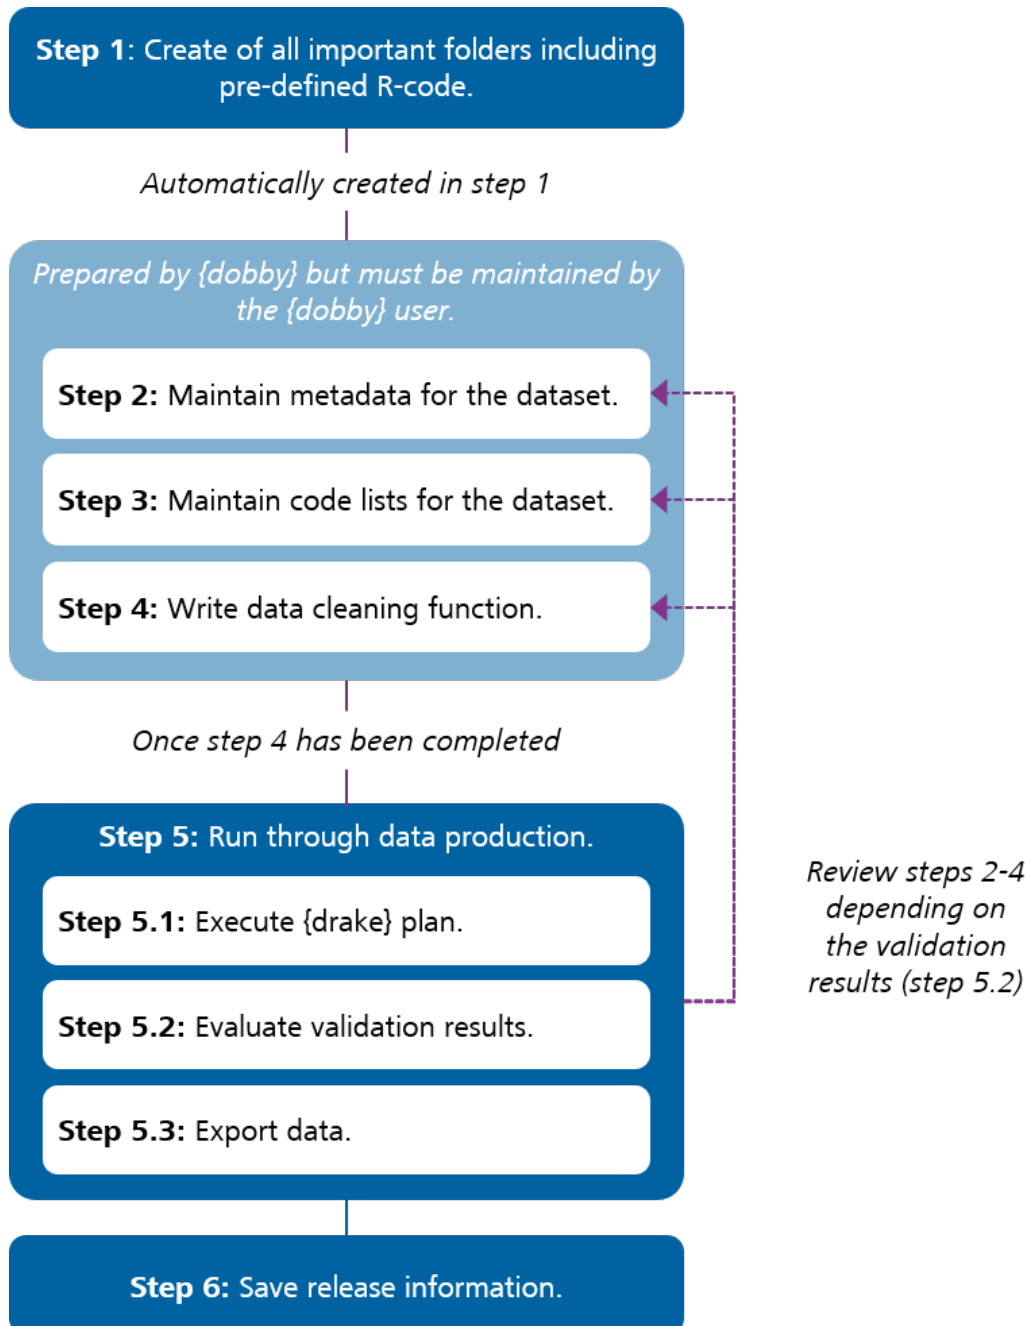 Step 1: Create of all important folders including
pre-defined R-code.
Automatically created in step 1
Prepared by {dobby} but must be maintained by
the {dobby} user.
Step 2: Maintain metadata for the dataset.
Step 3: Maintain code lists for the dataset.
Step 4: Write data cleaning function.
Once step 4 has been completed
Step 5: Run through data production.
Step 5.1: Execute {drake} plan.
Step 5.2: Evaluate validation results.
Step 5.3: Export data.
Review steps 2-4
depending on
the validation
results (step 5.2)
Step 6: Save release information.